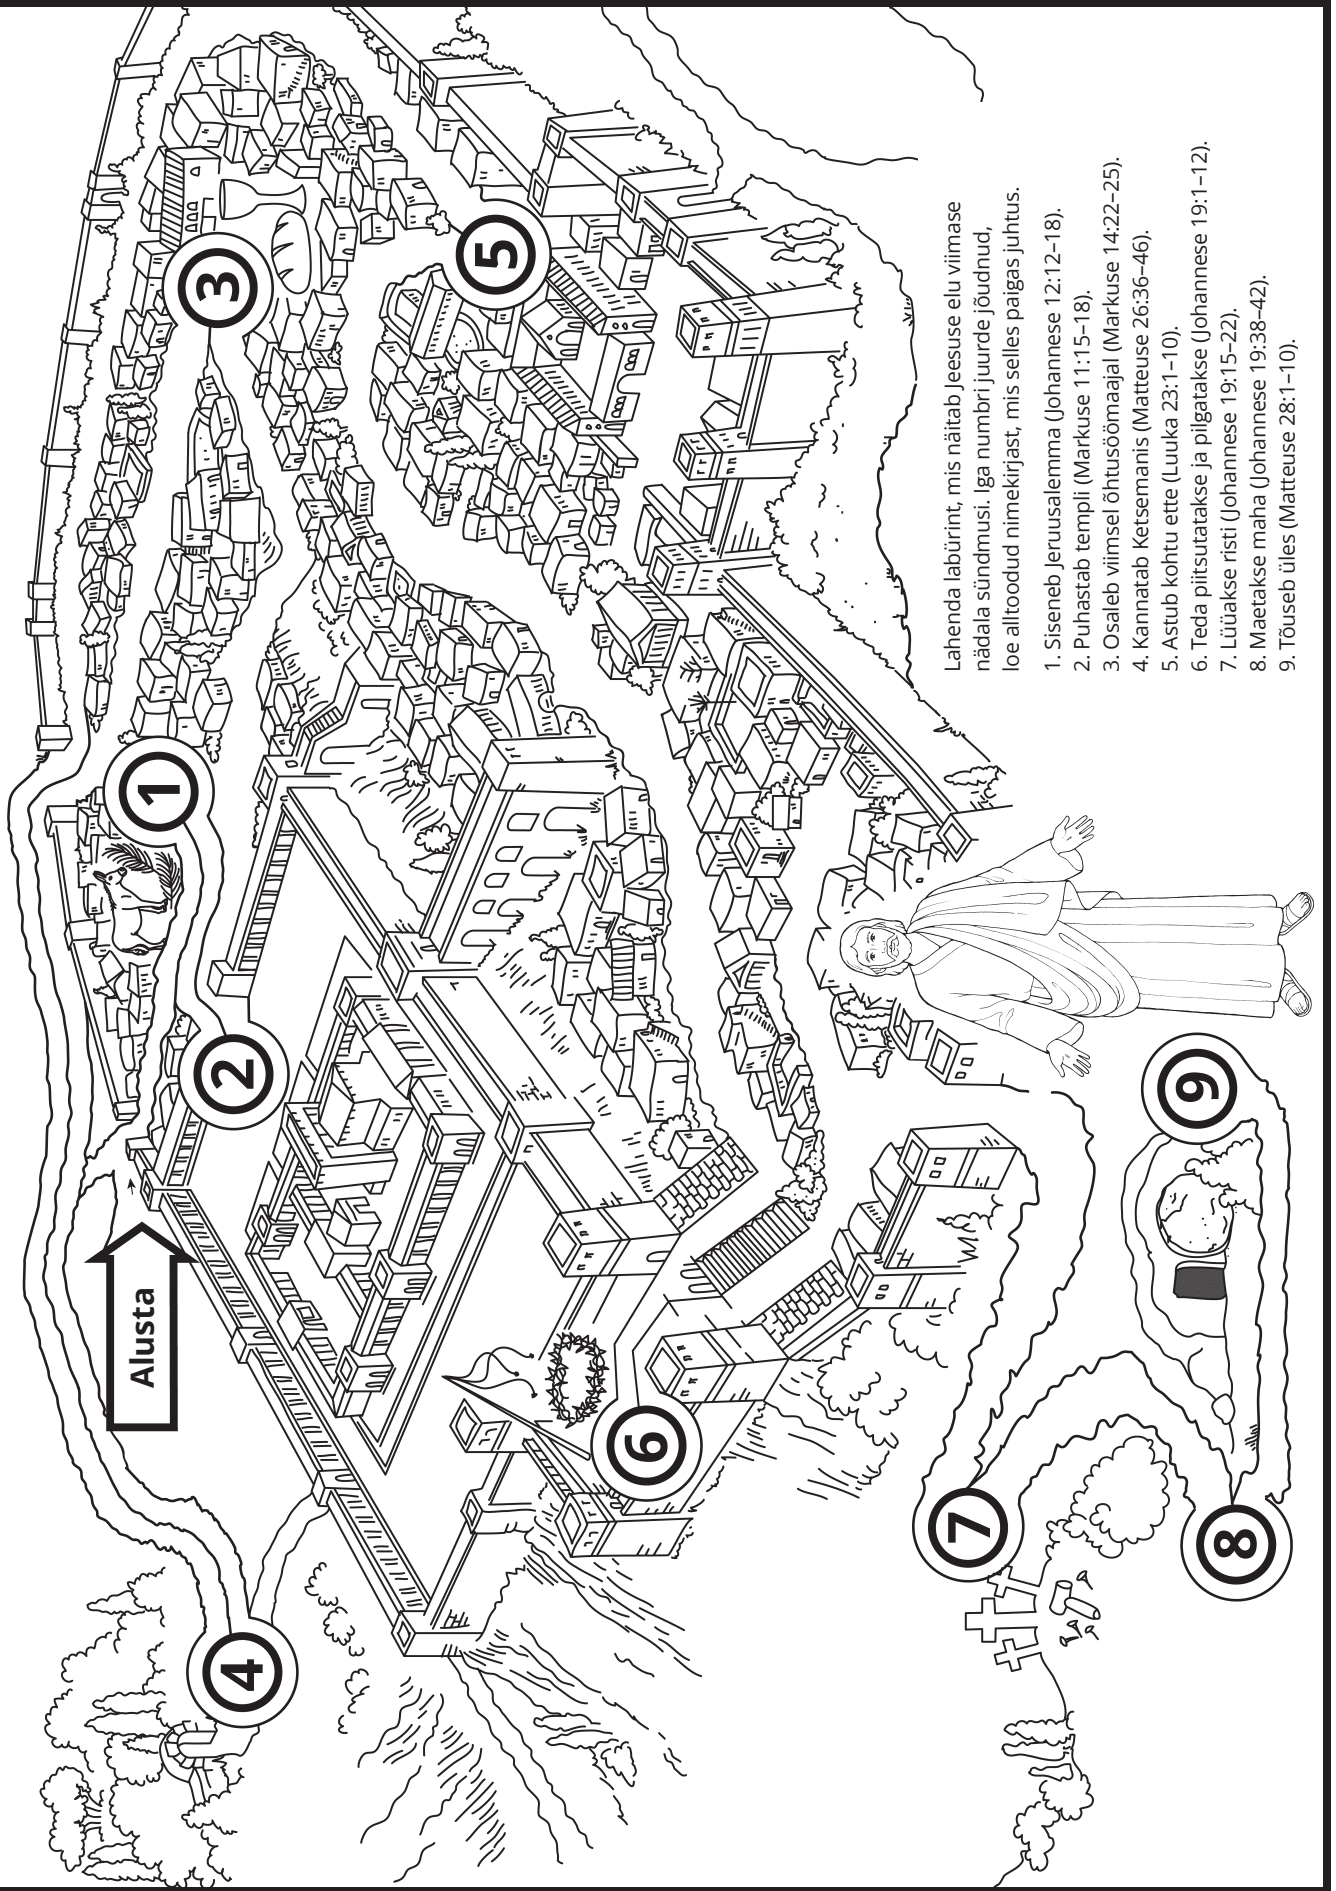 Alusta
1
2
3
4
5
6
7
8
9
Lahenda labürint, mis näitab Jeesuse elu viimase
nädala sündmusi. Iga numbri juurde jõudnud,
loe alltoodud nimekirjast, mis selles paigas juhtus.
1. Siseneb Jeruusalemma (Johannese 12:12–18).
2. Puhastab templi (Markuse 11:15–18).
3. Osaleb viimsel õhtusöömaajal (Markuse 14:22–25).
4. Kannatab Ketsemanis (Matteuse 26:36–46).
5. Astub kohtu ette (Luuka 23:1–10).
6. Teda piitsutatakse ja pilgatakse (Johannese 19:1–12).
7. Lüüakse risti (Johannese 19:15–22).
8. Maetakse maha (Johannese 19:38–42).
9. Tõuseb üles (Matteuse 28:1–10).